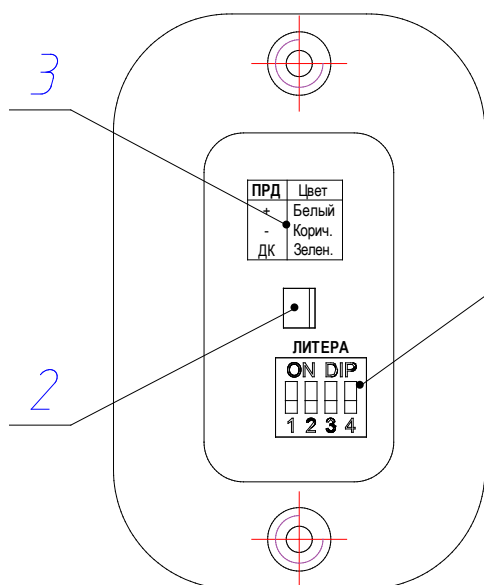 3
ПРД Цвет
+ Белый
- Корич.
ДК Зелен.
2
ЛИТЕРА
ON DIP
1 2 3 4